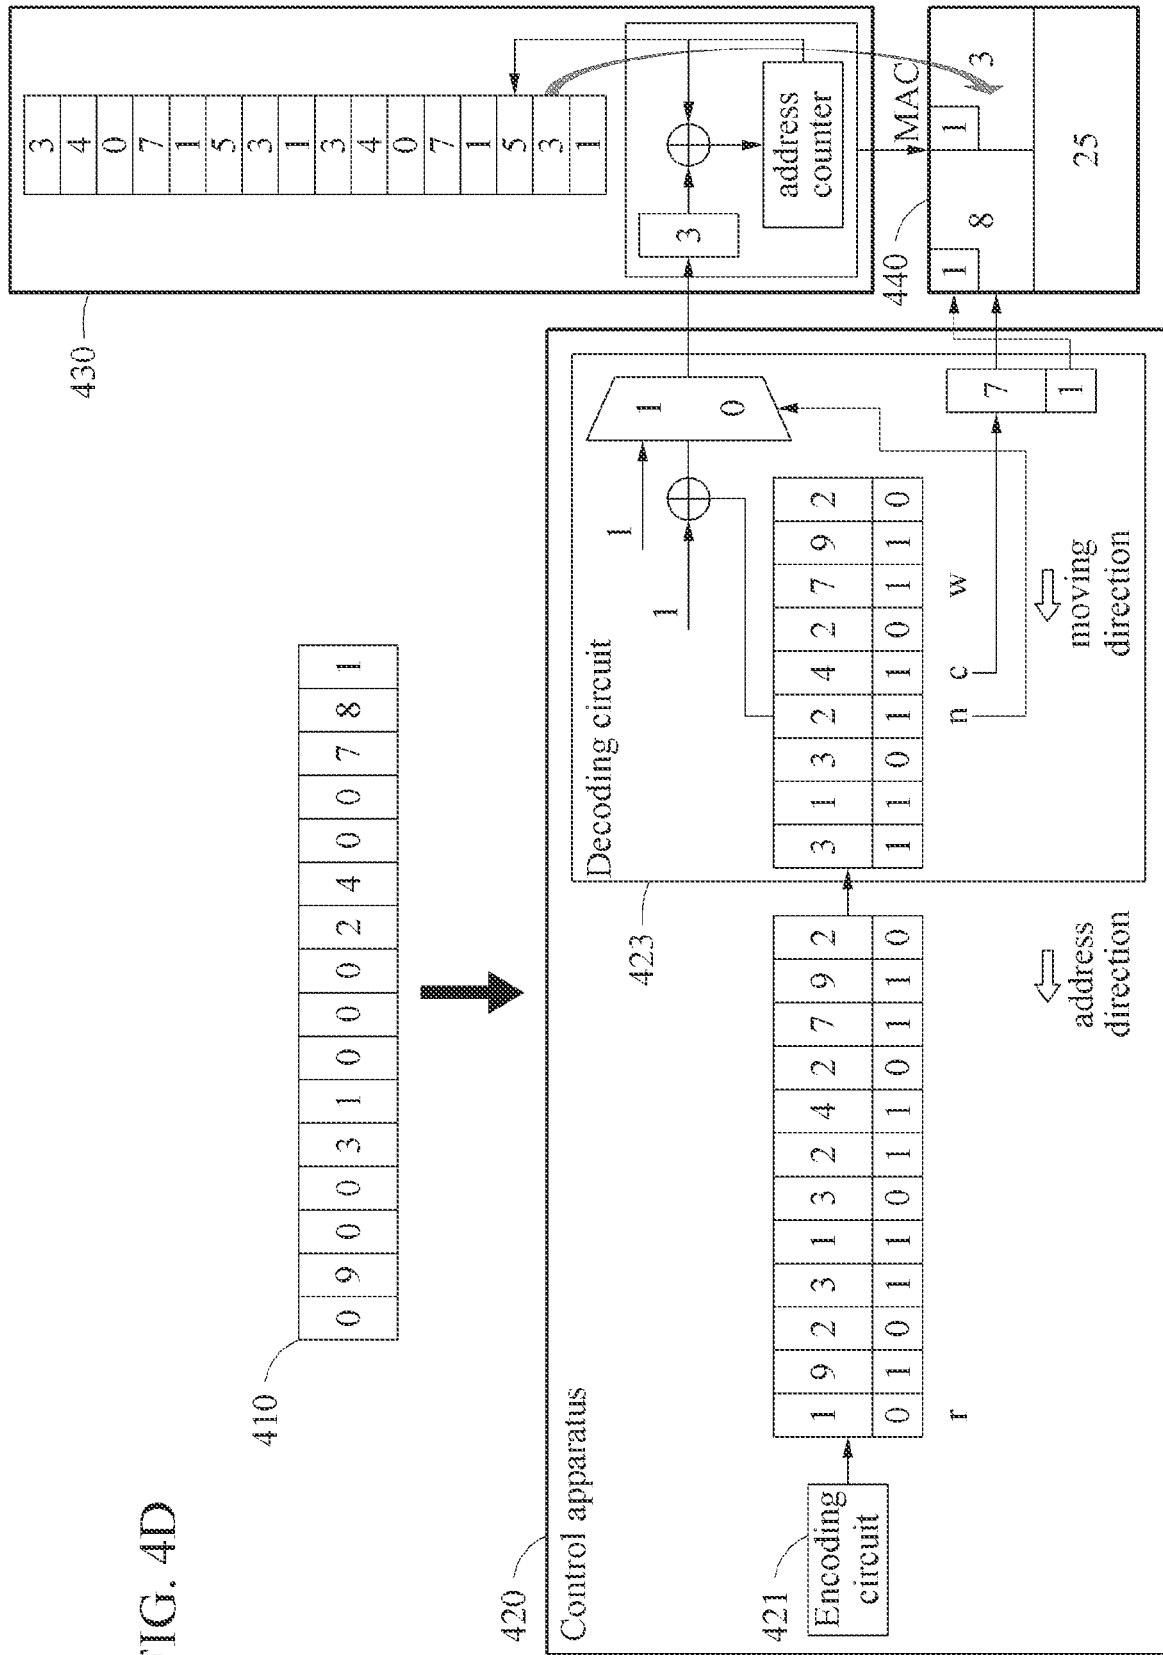 FIG. 4D
410
0 9 0 0 3 1 0 0 0 2 4 0 0 7 8 1
420
Control apparatus
421
Encoding
circuit
1 9 2 3 1 3 2 4 2 7 9 2
0 1 0 1 1 0 1 1 0 1 1 0
r
address
direction
423
Decoding circuit
1
1
1
0
3 1 3 2 4 2 7 9 2
1 1 0 1 1 0 1 1 0
n c w
moving
direction
7
1
430
3
4
0
7
1
5
3
1
3
4
0
7
1
5
3
1
3
address
counter
MAC
440
1
8
1
3
25